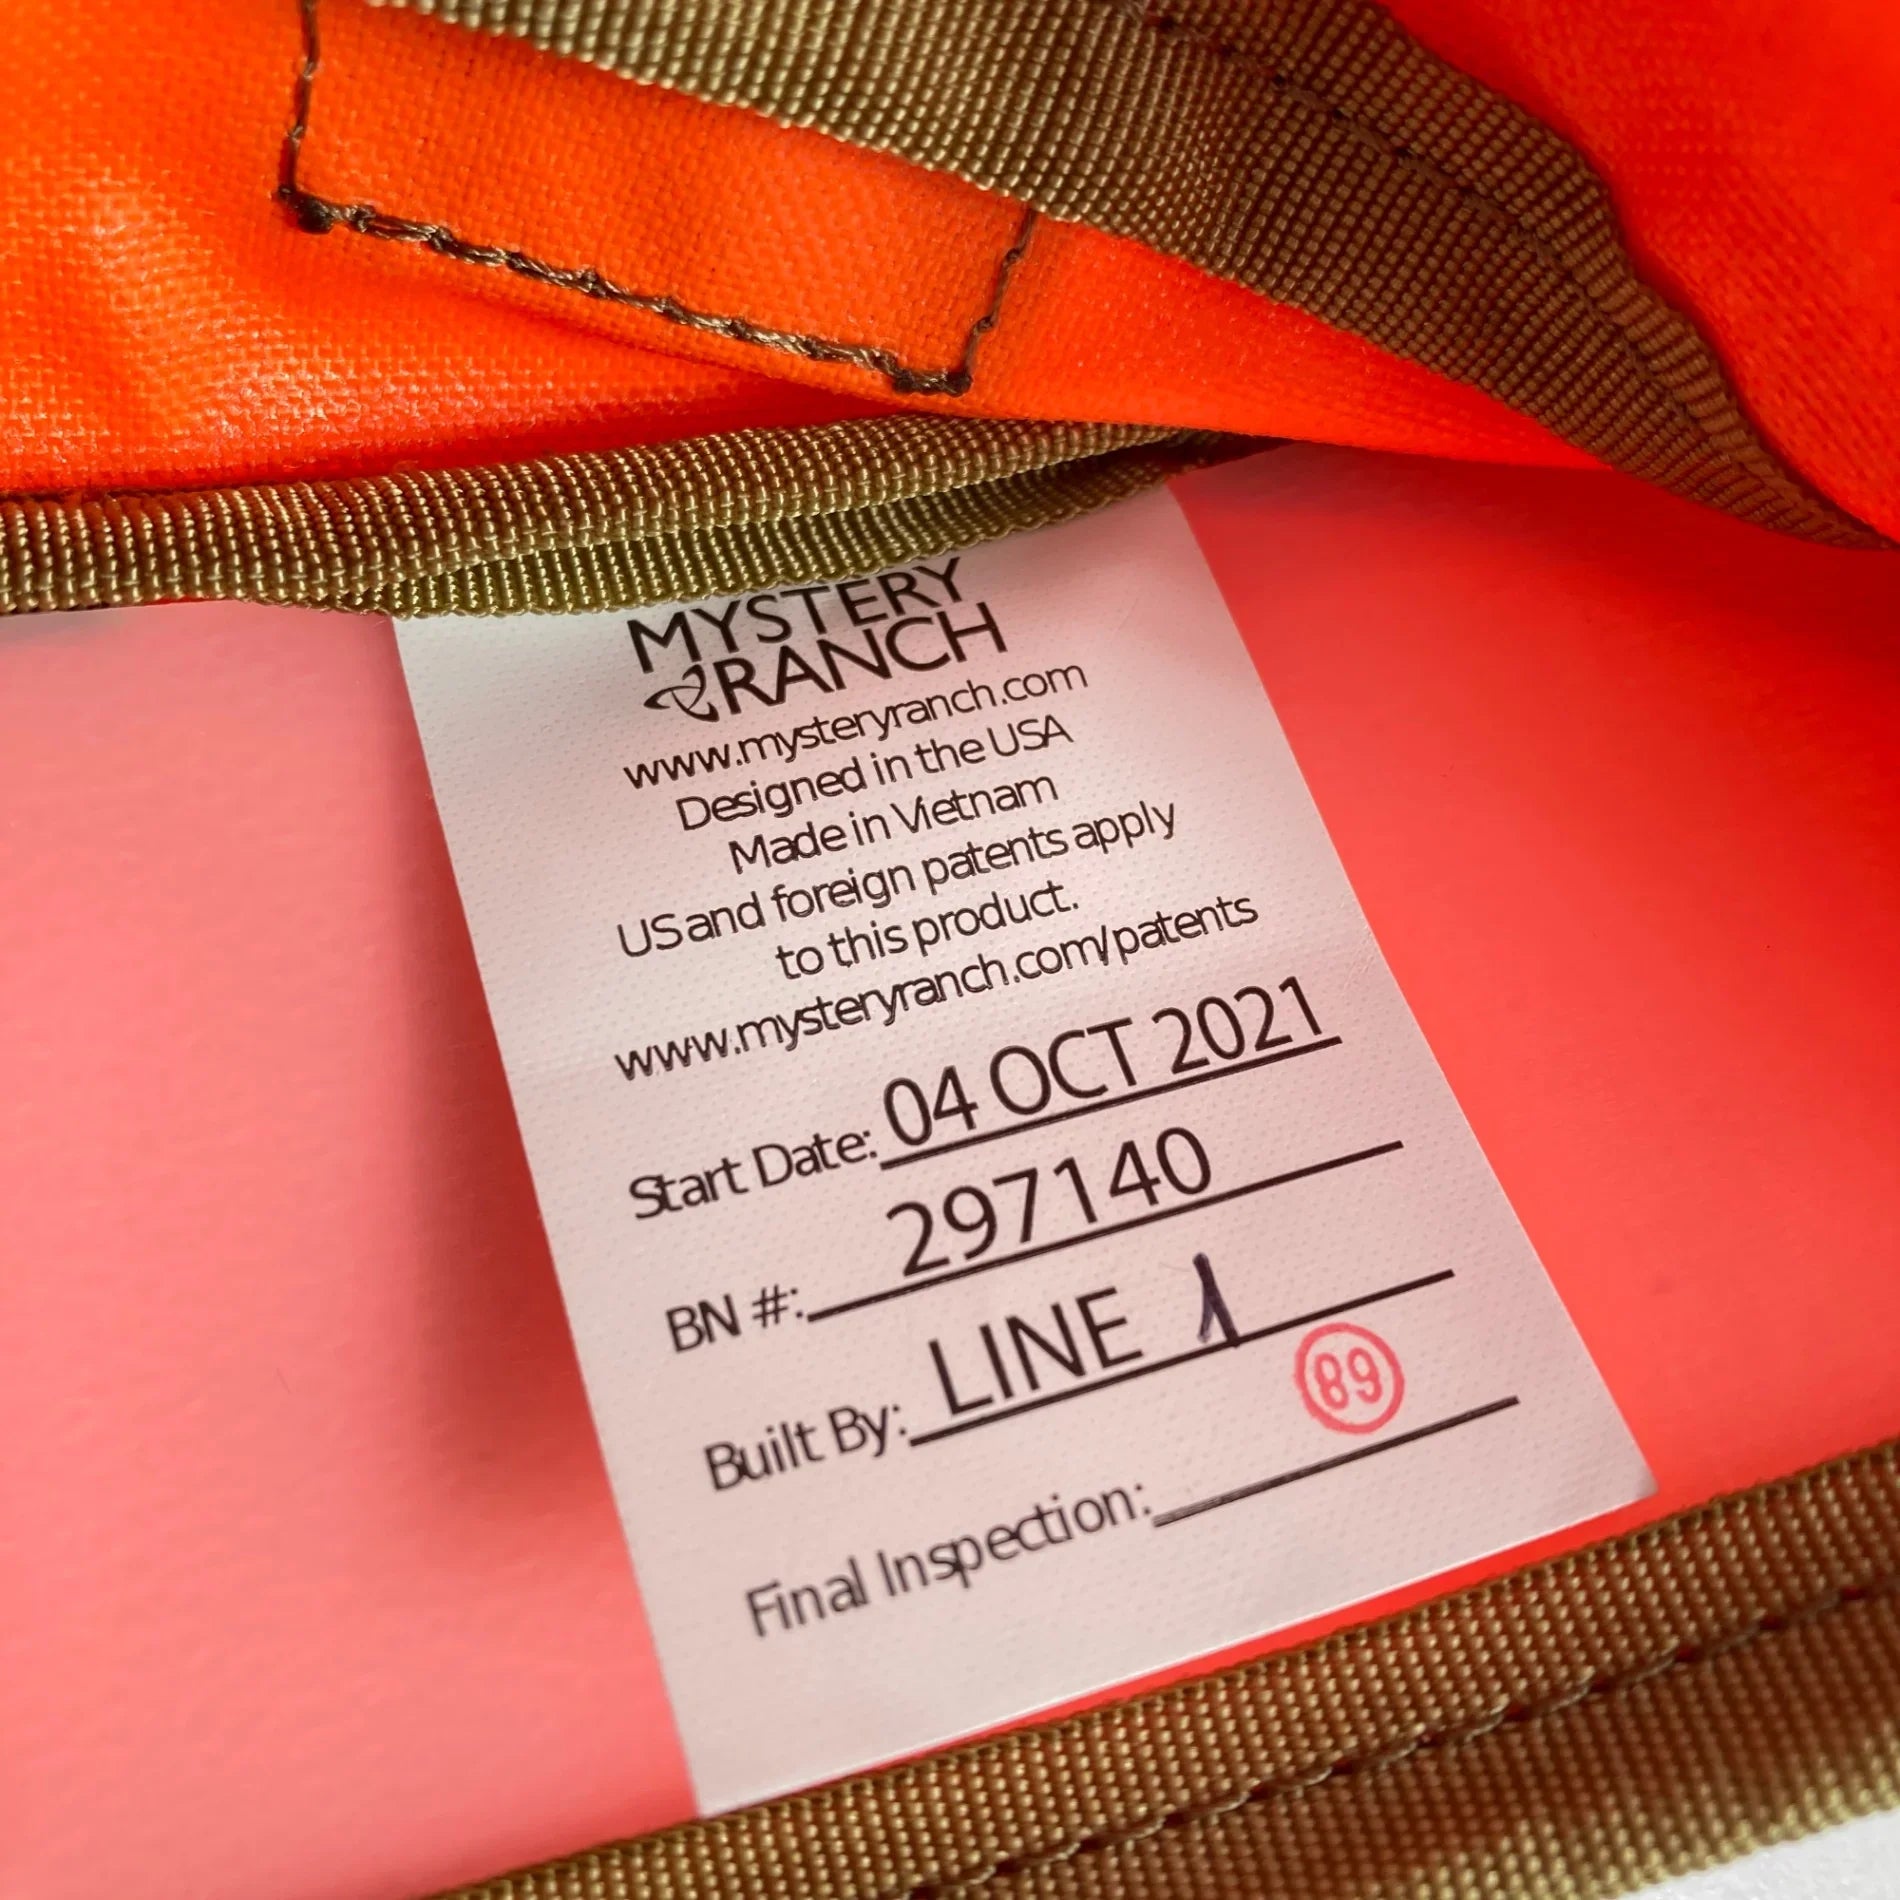 MYSTERY
RANCH
www.mysteryranch.com
Designed in the USA
Made in Vietnam
US and foreign patents apply
to this product.
www.mysteryranch.com/patents
Start Date: 04 OCT 2021
BN #: 297140
Built By: LINE 1
89
Final Inspection: